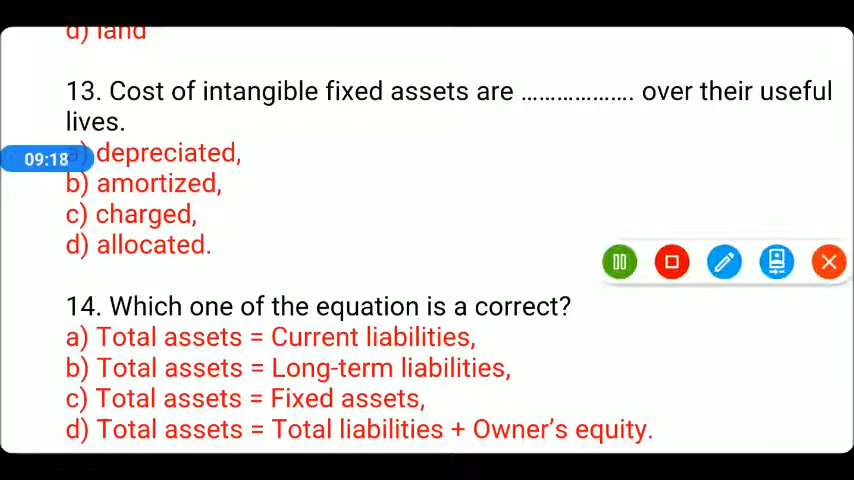 d) land
13. Cost of intangible fixed assets are ................... over their useful
lives.
a) depreciated,
09:18
b) amortized,
c) charged,
d) allocated.
14. Which one of the equation is a correct?
a) Total assets = Current liabilities,
b) Total assets = Long-term liabilities,
c) Total assets = Fixed assets,
d) Total assets = Total liabilities + Owner's equity.